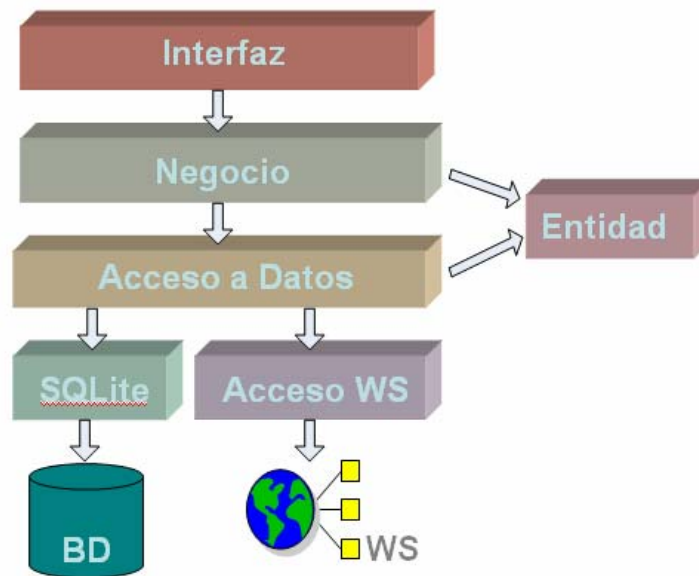 Interfaz
Negocio
Entidad
Acceso a Datos
SQLite
Acceso WS
BD
WS